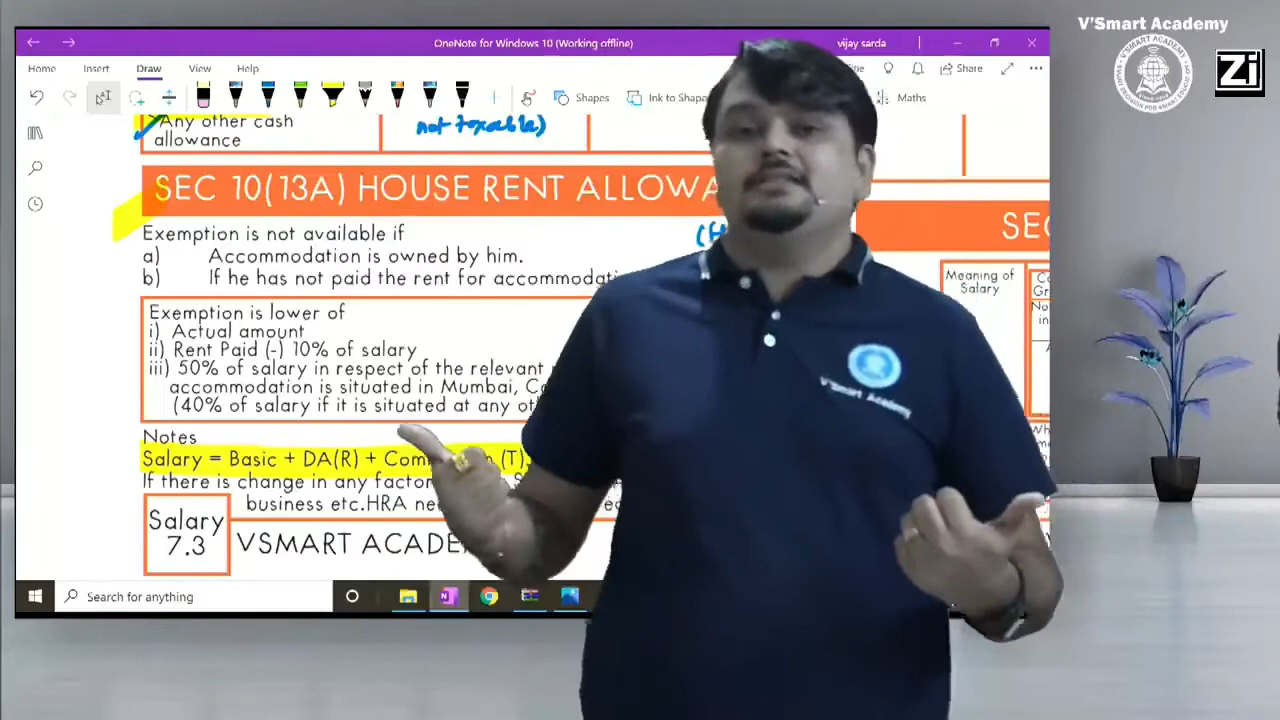 V'Smart Academy
OneNote for Windows 10 (Working offline)
vijay sarda
Home Insert Draw View Help
Share
Shapes
Ink to Shape
Maths
Any other cash
allowance
not taxable)
SEC 10(13A) HOUSE RENT ALLOWA
Exemption is not available if
a) Accommodation is owned by him.
b) If he has not paid the rent for accommodati
Exemption is lower of
i) Actual amount
ii) Rent Paid (-) 10% of salary
iii) 50% of salary in respect of the relevant
accommodation is situated in Mumbai,
(40% of salary if it is situated at any
Notes
Salary = Basic + DA(R) + Com (T)
If there is change in any factor
business etc.HRA
Salary
7.3
VSMART ACADE
Meaning of
Salary
Search for anything
V'Smart Academy
Zi